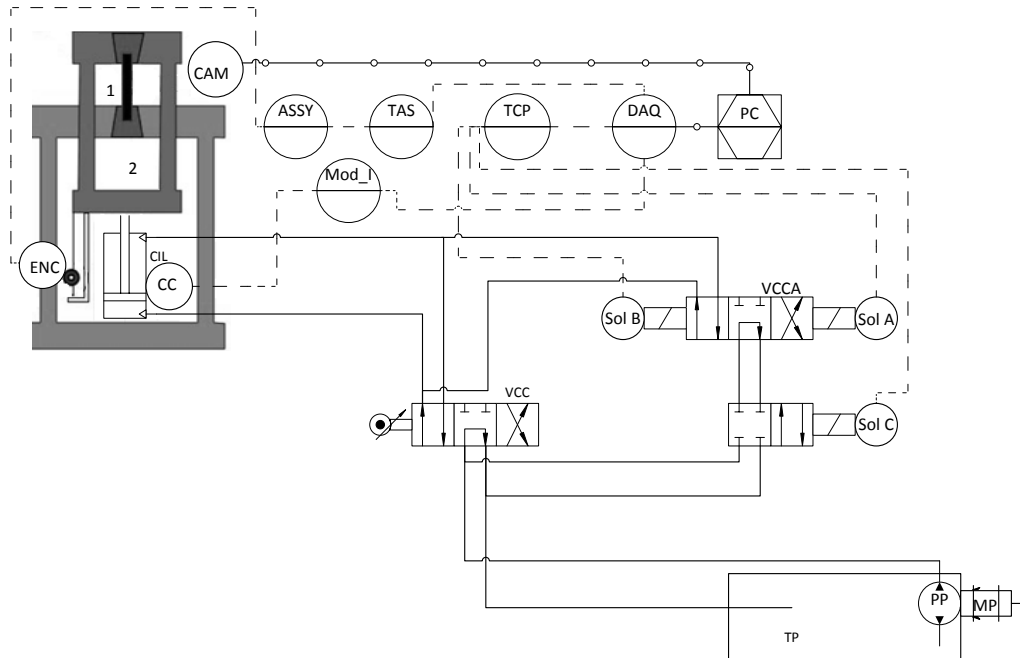 CAM
1
ASSY
TAS
TCP
DAQ
PC
2
Mod_I
ENC
CIL
CC
VCCA
Sol B
Sol A
VCC
Sol C
PP
MP
TP